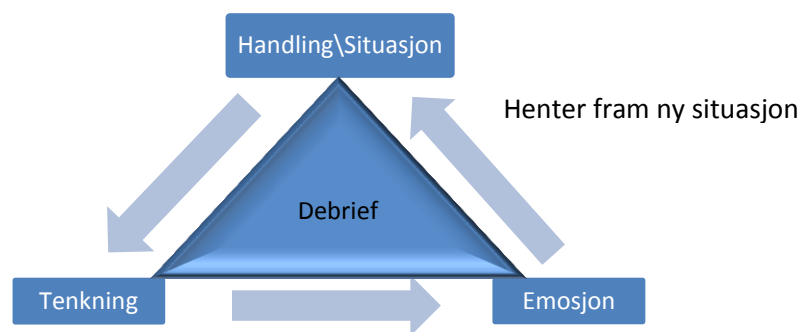 Handling\Situasjon
Henter fram ny situasjon
Debrief
Tenkning
Emosjon